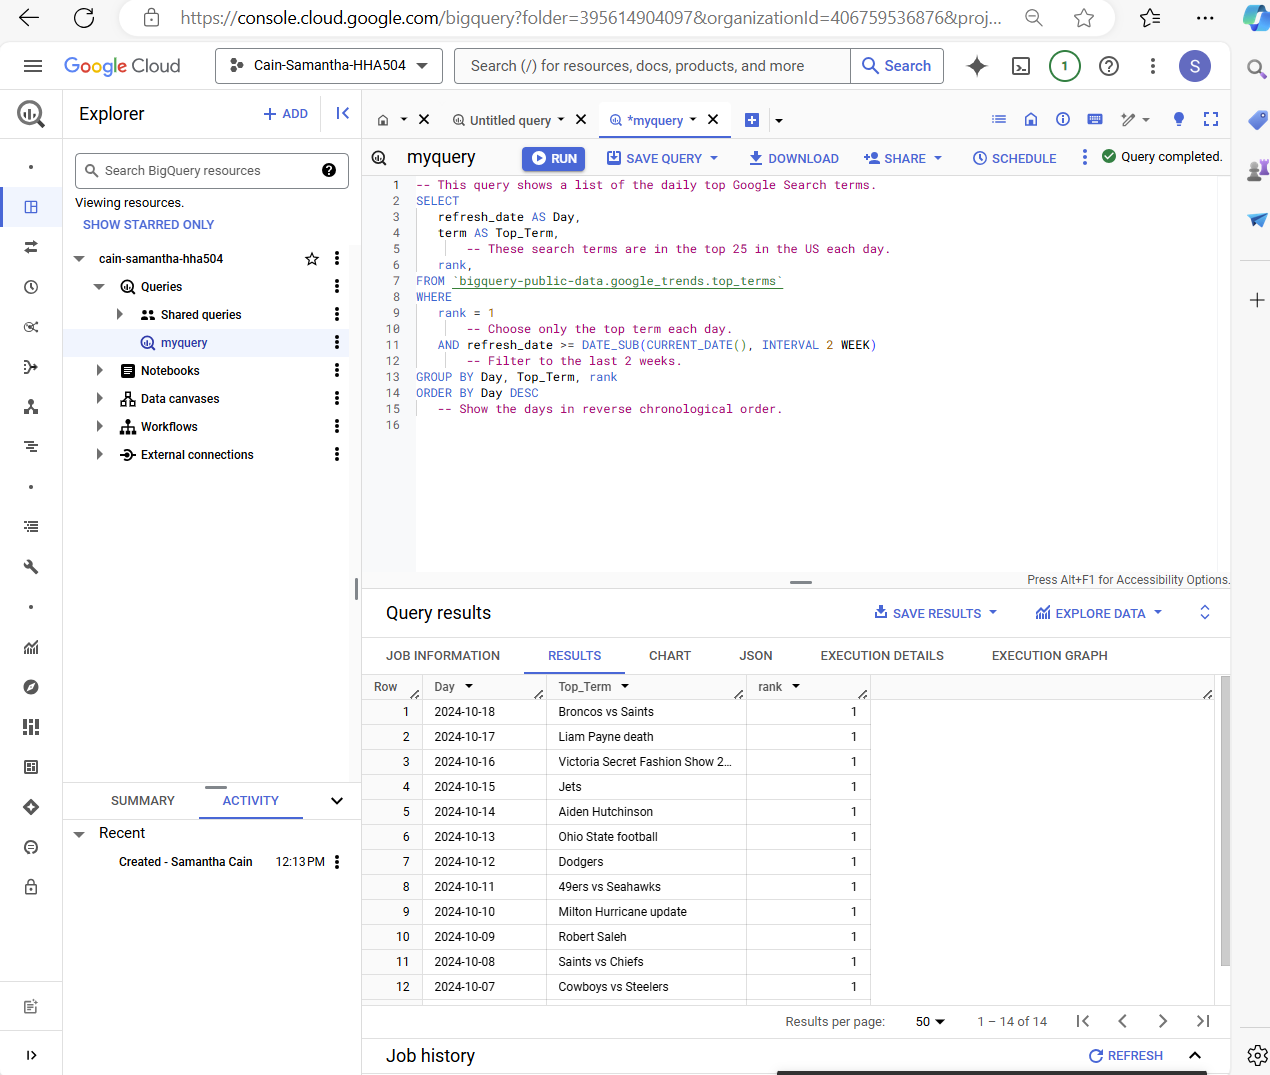 https://console.cloud.google.com/bigquery?folder=395614904097&organizationId=406759536876&proj...
Google Cloud
Cain-Samantha-HHA504
Search (/) for resources, docs, products, and more
Search
1
S
Explorer
+ ADD
Untitled query
*myquery
Search BigQuery resources
Viewing resources.
SHOW STARRED ONLY
cain-samantha-hha504
Queries
Shared queries
myquery
Notebooks
Data canvases
Workflows
External connections
myquery
RUN
SAVE QUERY
DOWNLOAD
SHARE
SCHEDULE
Query completed.
1 -- This query shows a list of the daily top Google Search terms.
2 SELECT
3 refresh_date AS Day,
4 term AS Top_Term,
5 -- These search terms are in the top 25 in the US each day.
6 rank,
7 FROM `bigquery-public-data.google_trends.top_terms`
8 WHERE
9 rank = 1
10 -- Choose only the top term each day.
11 AND refresh_date >= DATE_SUB(CURRENT_DATE(), INTERVAL 2 WEEK)
12 -- Filter to the last 2 weeks.
13 GROUP BY Day, Top_Term, rank
14 ORDER BY Day DESC
15 -- Show the days in reverse chronological order.
16
Press Alt+F1 for Accessibility Options.
Query results
SAVE RESULTS
EXPLORE DATA
JOB INFORMATION RESULTS CHART JSON EXECUTION DETAILS EXECUTION GRAPH
Row Day Top_Term rank
1 2024-10-18 Broncos vs Saints 1
2 2024-10-17 Liam Payne death 1
3 2024-10-16 Victoria Secret Fashion Show 2... 1
4 2024-10-15 Jets 1
5 2024-10-14 Aiden Hutchinson 1
6 2024-10-13 Ohio State football 1
7 2024-10-12 Dodgers 1
8 2024-10-11 49ers vs Seahawks 1
9 2024-10-10 Milton Hurricane update 1
10 2024-10-09 Robert Saleh 1
11 2024-10-08 Saints vs Chiefs 1
12 2024-10-07 Cowboys vs Steelers 1
Results per page: 50 1 – 14 of 14
Job history
REFRESH
SUMMARY ACTIVITY
Recent
Created - Samantha Cain 12:13 PM